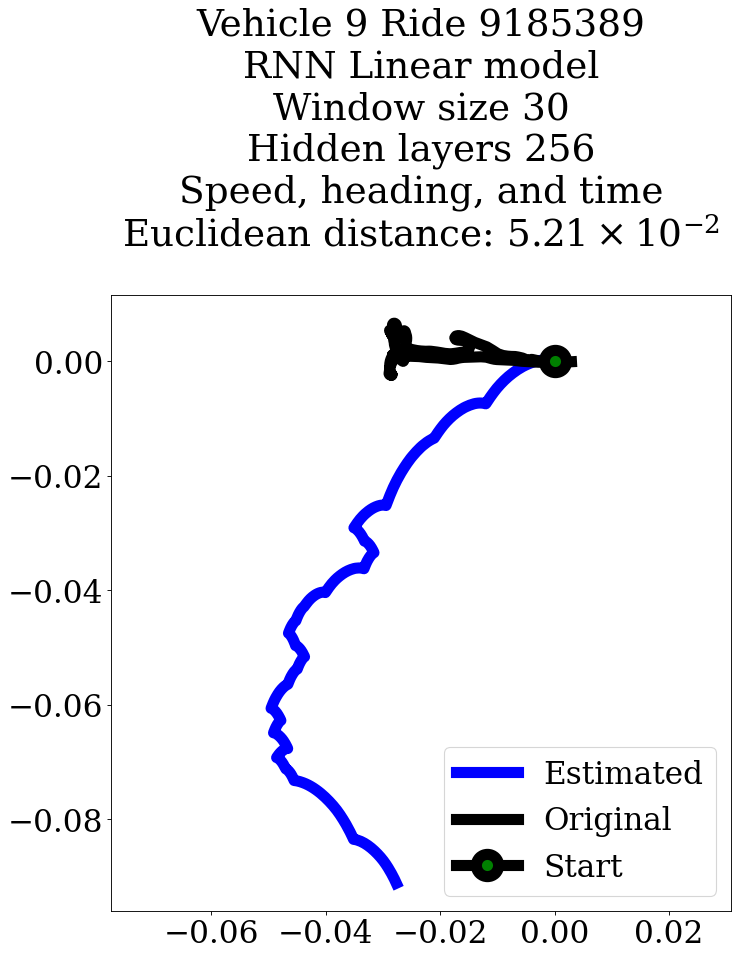 Vehicle 9 Ride 9185389
RNN Linear model
Window size 30
Hidden layers 256
Speed, heading, and time
Euclidean distance: 5.21 × 10⁻²
0.00
−0.02
−0.04
−0.06
−0.08
Estimated
Original
Start
−0.06 −0.04 −0.02 0.00 0.02